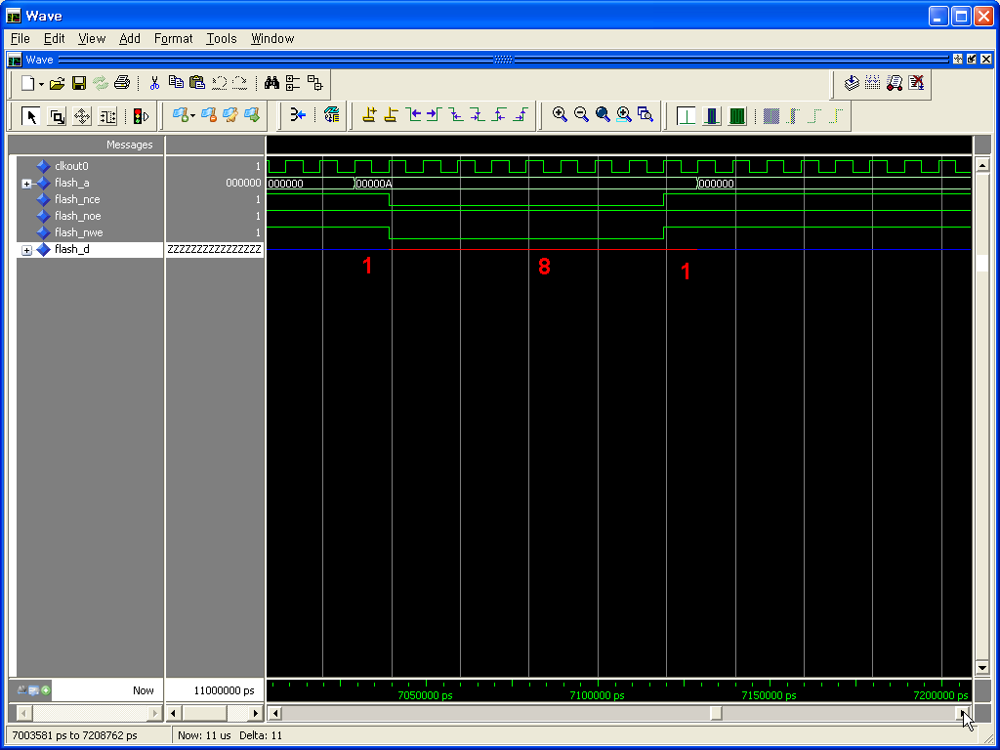 Wave
File Edit View Add Format Tools Window
Wave
Messages
clkout0 1
flash_a 000000 000000 00000A 000000
flash_nce 1
flash_noe 1
flash_nwe 1
flash_d ZZZZZZZZZZZZZZZZ
1 8 1
Now 11000000 ps 7050000 ps 7100000 ps 7150000 ps 7200000 ps
7003581 ps to 7208762 ps Now: 11 us Delta: 11